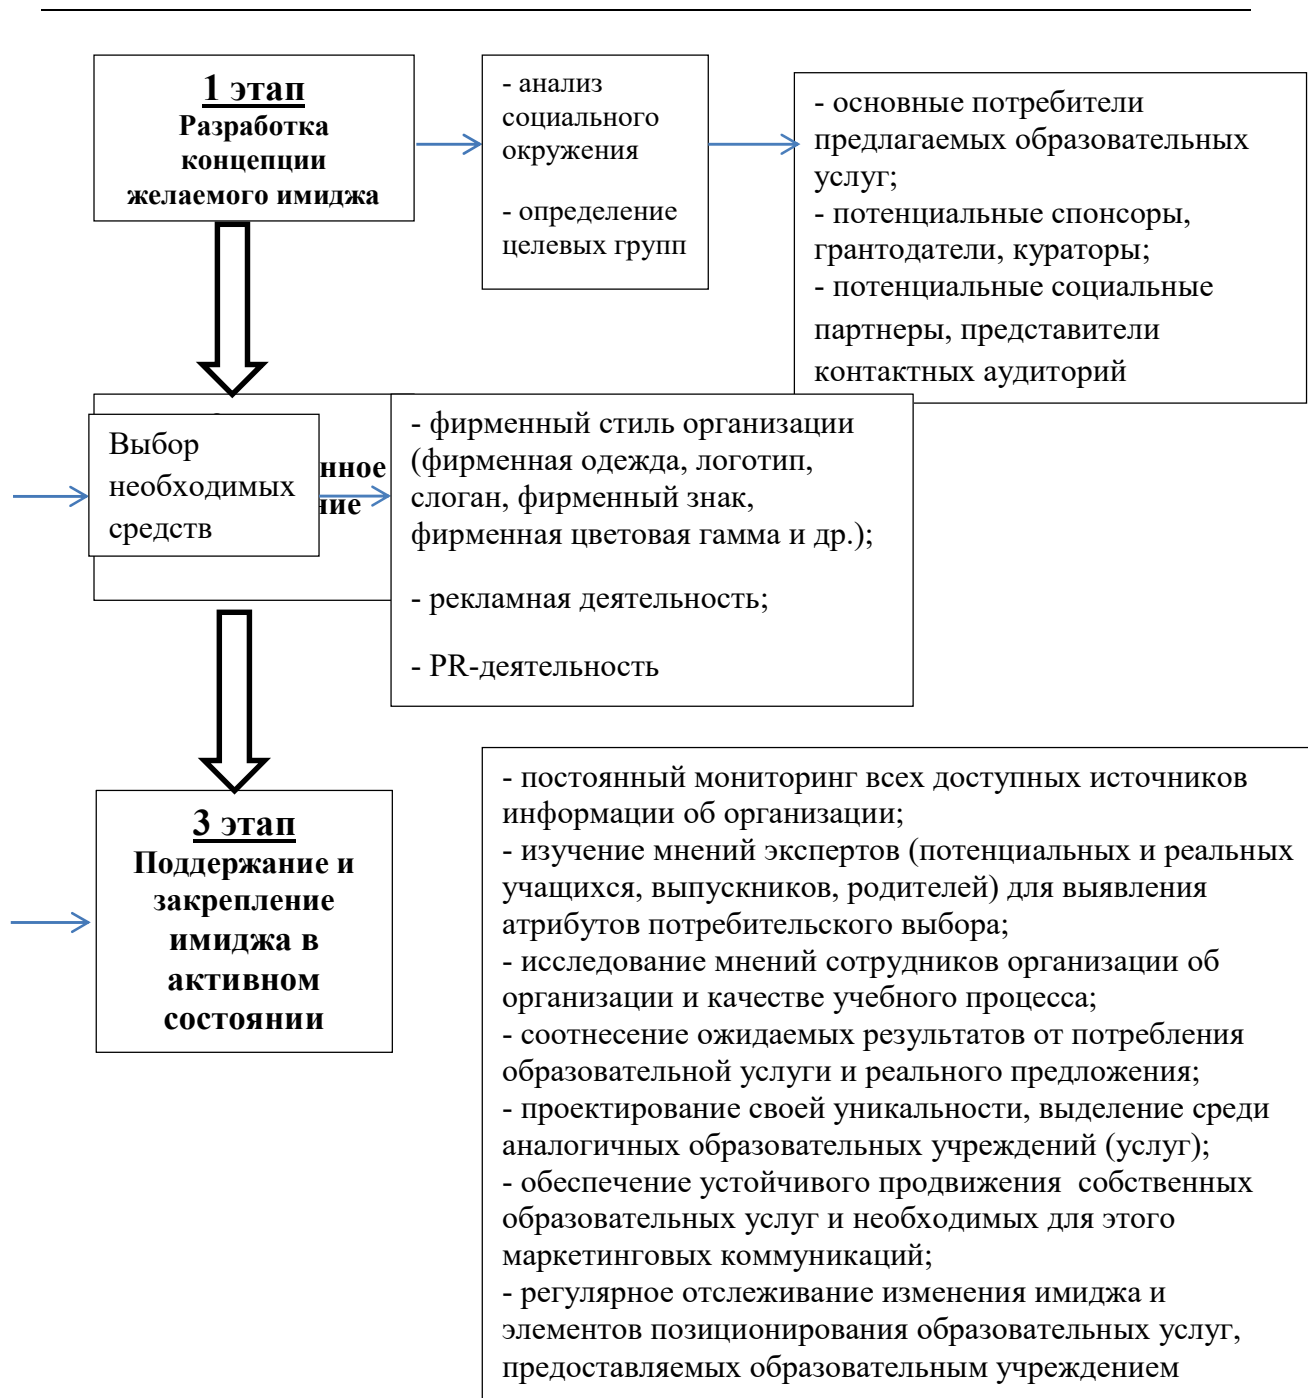 1 этап
Разработка
концепции
желаемого имиджа
- анализ
социального
окружения
- определение
целевых групп
- основные потребители
предлагаемых образовательных
услуг;
- потенциальные спонсоры,
грантодатели, кураторы;
- потенциальные социальные
партнеры, представители
контактных аудиторий
Выбор
необходимых
средств
нное
ние
- фирменный стиль организации
(фирменная одежда, логотип,
слоган, фирменный знак,
фирменная цветовая гамма и др.);
- рекламная деятельность;
- PR-деятельность
3 этап
Поддержание и
закрепление
имиджа в
активном
состоянии
- постоянный мониторинг всех доступных источников
информации об организации;
- изучение мнений экспертов (потенциальных и реальных
учащихся, выпускников, родителей) для выявления
атрибутов потребительского выбора;
- исследование мнений сотрудников организации об
организации и качестве учебного процесса;
- соотнесение ожидаемых результатов от потребления
образовательной услуги и реального предложения;
- проектирование своей уникальности, выделение среди
аналогичных образовательных учреждений (услуг);
- обеспечение устойчивого продвижения  собственных
образовательных услуг и необходимых для этого
маркетинговых коммуникаций;
- регулярное отслеживание изменения имиджа и
элементов позиционирования образовательных услуг,
предоставляемых образовательным учреждением